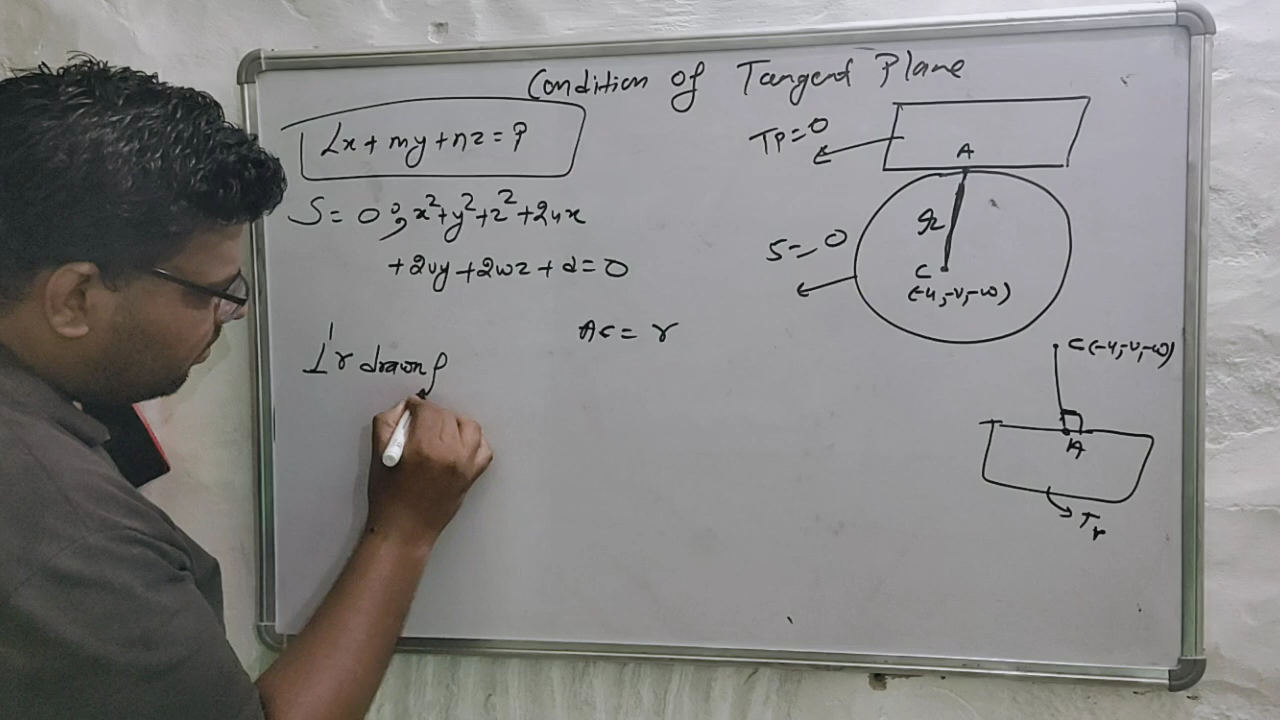 Condition of Tangent Plane
Lx + my + nz = P
S = 0 ; x²+y²+z²+2ux
+2vy+2wz+d=0
AC = r
⊥r drawn f
TP=0
A
r
S=0
C
(-u,-v,-w)
C(-u,-v,-w)
A
TP